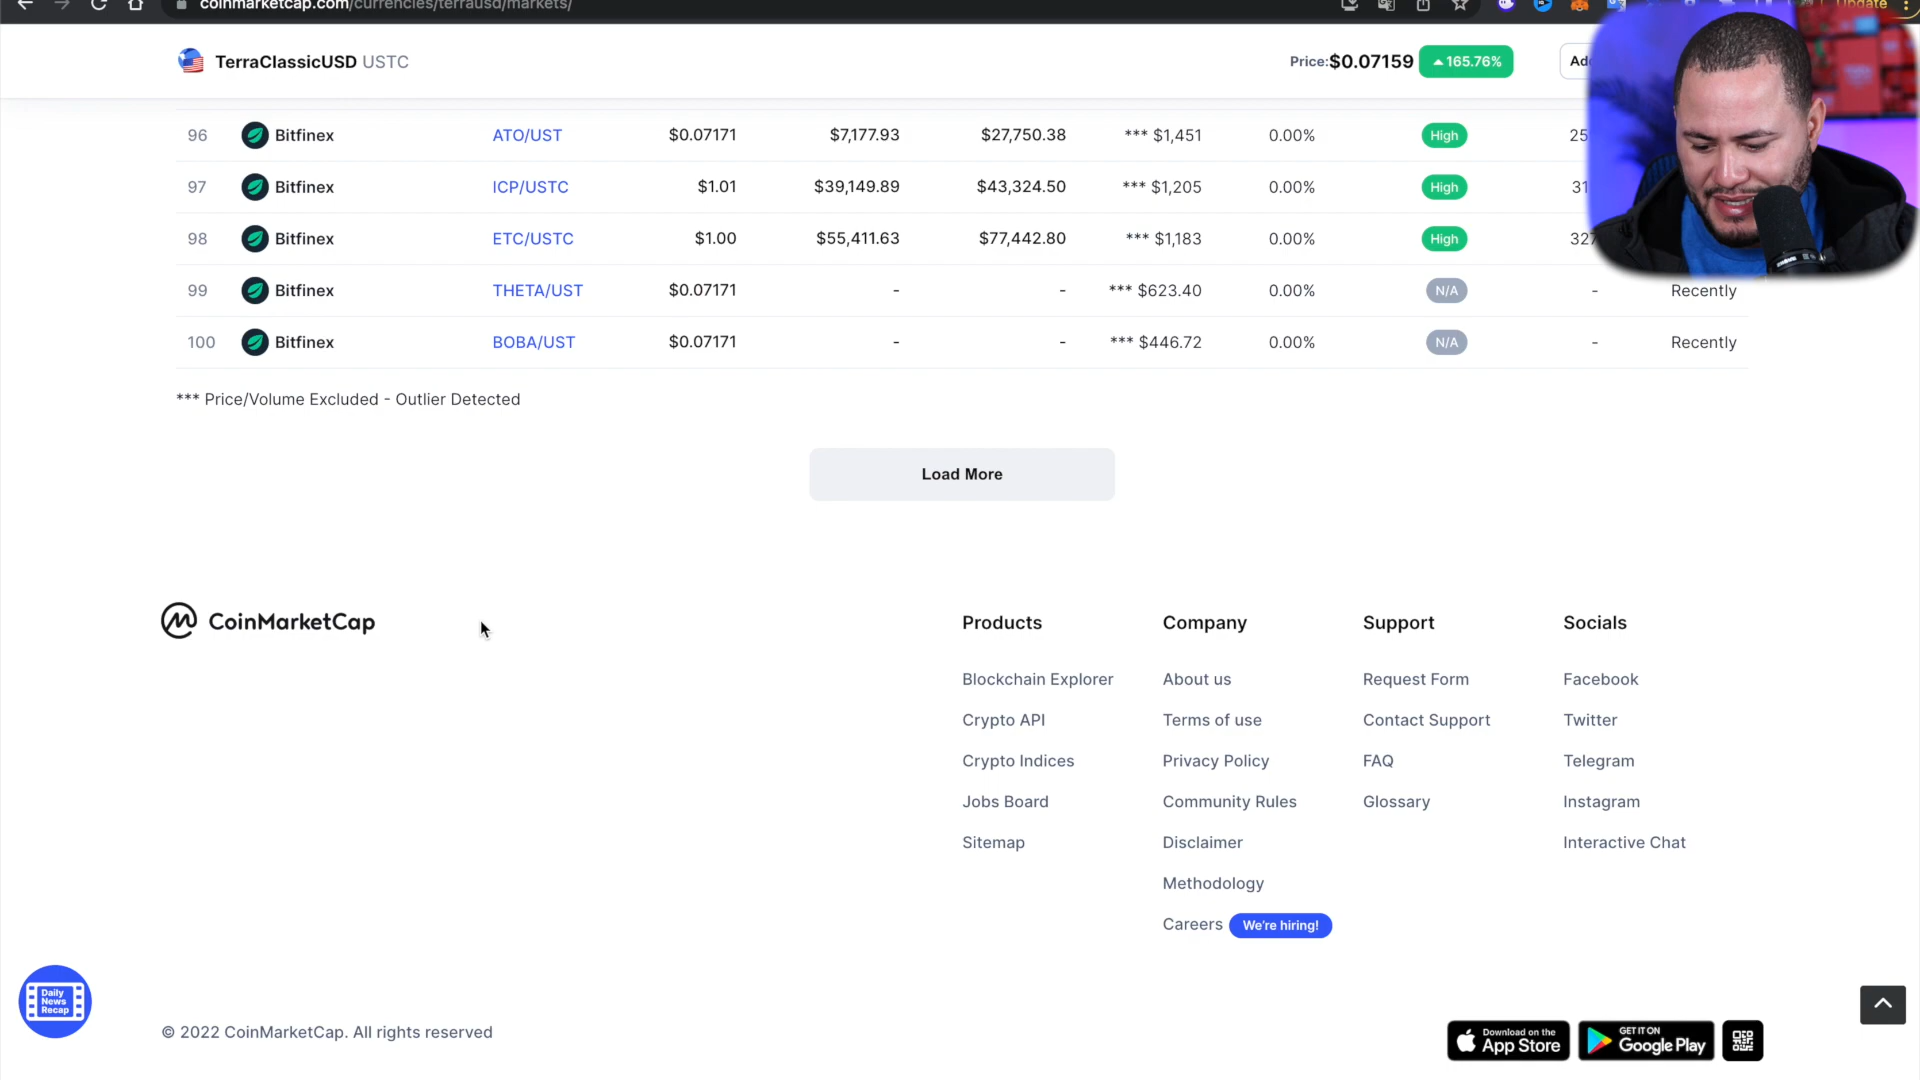 coinmarketcap.com/currencies/terrausd/markets/
Update
TerraClassicUSD USTC
Price:$0.07159
165.76%
96 Bitfinex ATO/UST $0.07171 $7,177.93 $27,750.38 *** $1,451 0.00% High
97 Bitfinex ICP/USTC $1.01 $39,149.89 $43,324.50 *** $1,205 0.00% High
98 Bitfinex ETC/USTC $1.00 $55,411.63 $77,442.80 *** $1,183 0.00% High
99 Bitfinex THETA/UST $0.07171 - - *** $623.40 0.00% N/A - Recently
100 Bitfinex BOBA/UST $0.07171 - - *** $446.72 0.00% N/A - Recently
*** Price/Volume Excluded - Outlier Detected
Load More
CoinMarketCap
Products
Blockchain Explorer
Crypto API
Crypto Indices
Jobs Board
Sitemap
Company
About us
Terms of use
Privacy Policy
Community Rules
Disclaimer
Methodology
Careers We're hiring!
Support
Request Form
Contact Support
FAQ
Glossary
Socials
Facebook
Twitter
Telegram
Instagram
Interactive Chat
Daily
News
Recap
© 2022 CoinMarketCap. All rights reserved
Download on the
App Store
GET IT ON
Google Play